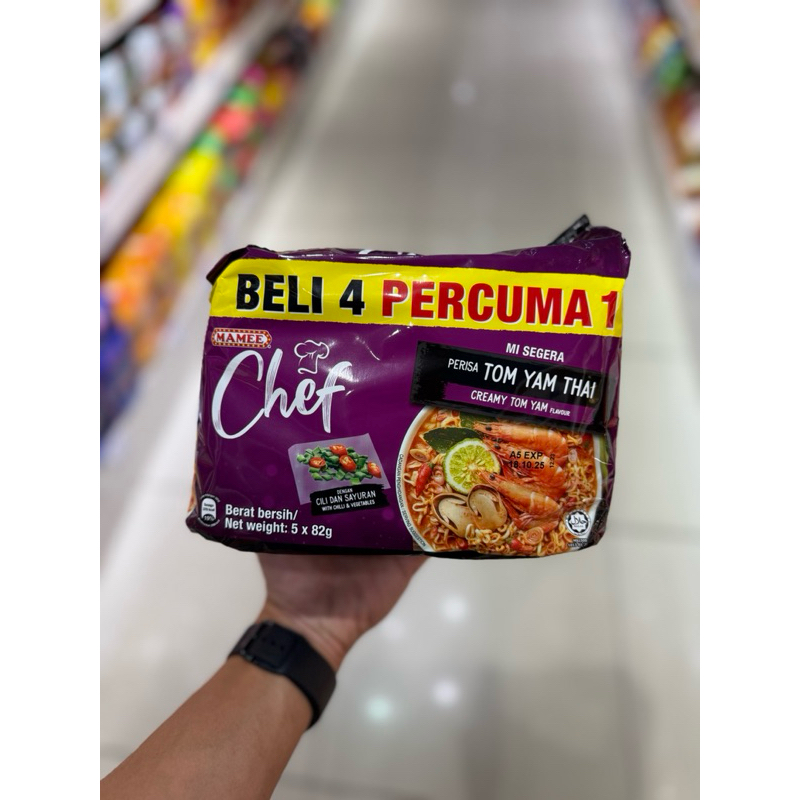 BELI 4 PERCUMA 1
MAMEE
Chef
MI SEGERA
PERISA TOM YAM THAI
CREAMY TOM YAM FLAVOUR
A5 EXP
18.10.25
DENGAN
CILI DAN SAYURAN
WITH CHILLI & VEGETABLES
Berat bersih/
Net weight: 5 x 82g